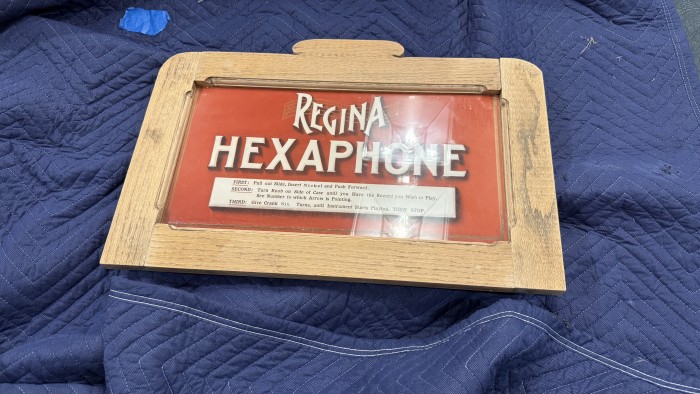 REGINA
HEXAPHONE
FIRST: Pull out Slide, Insert Nickel and Push Forward.
SECOND: Turn Knob on Side of Case until you Have the Record you Wish to Play.
See Number to which Arrow is Pointing.
THIRD: Give Crank Six Turns, until Instrument Starts Playing, THEN STOP.